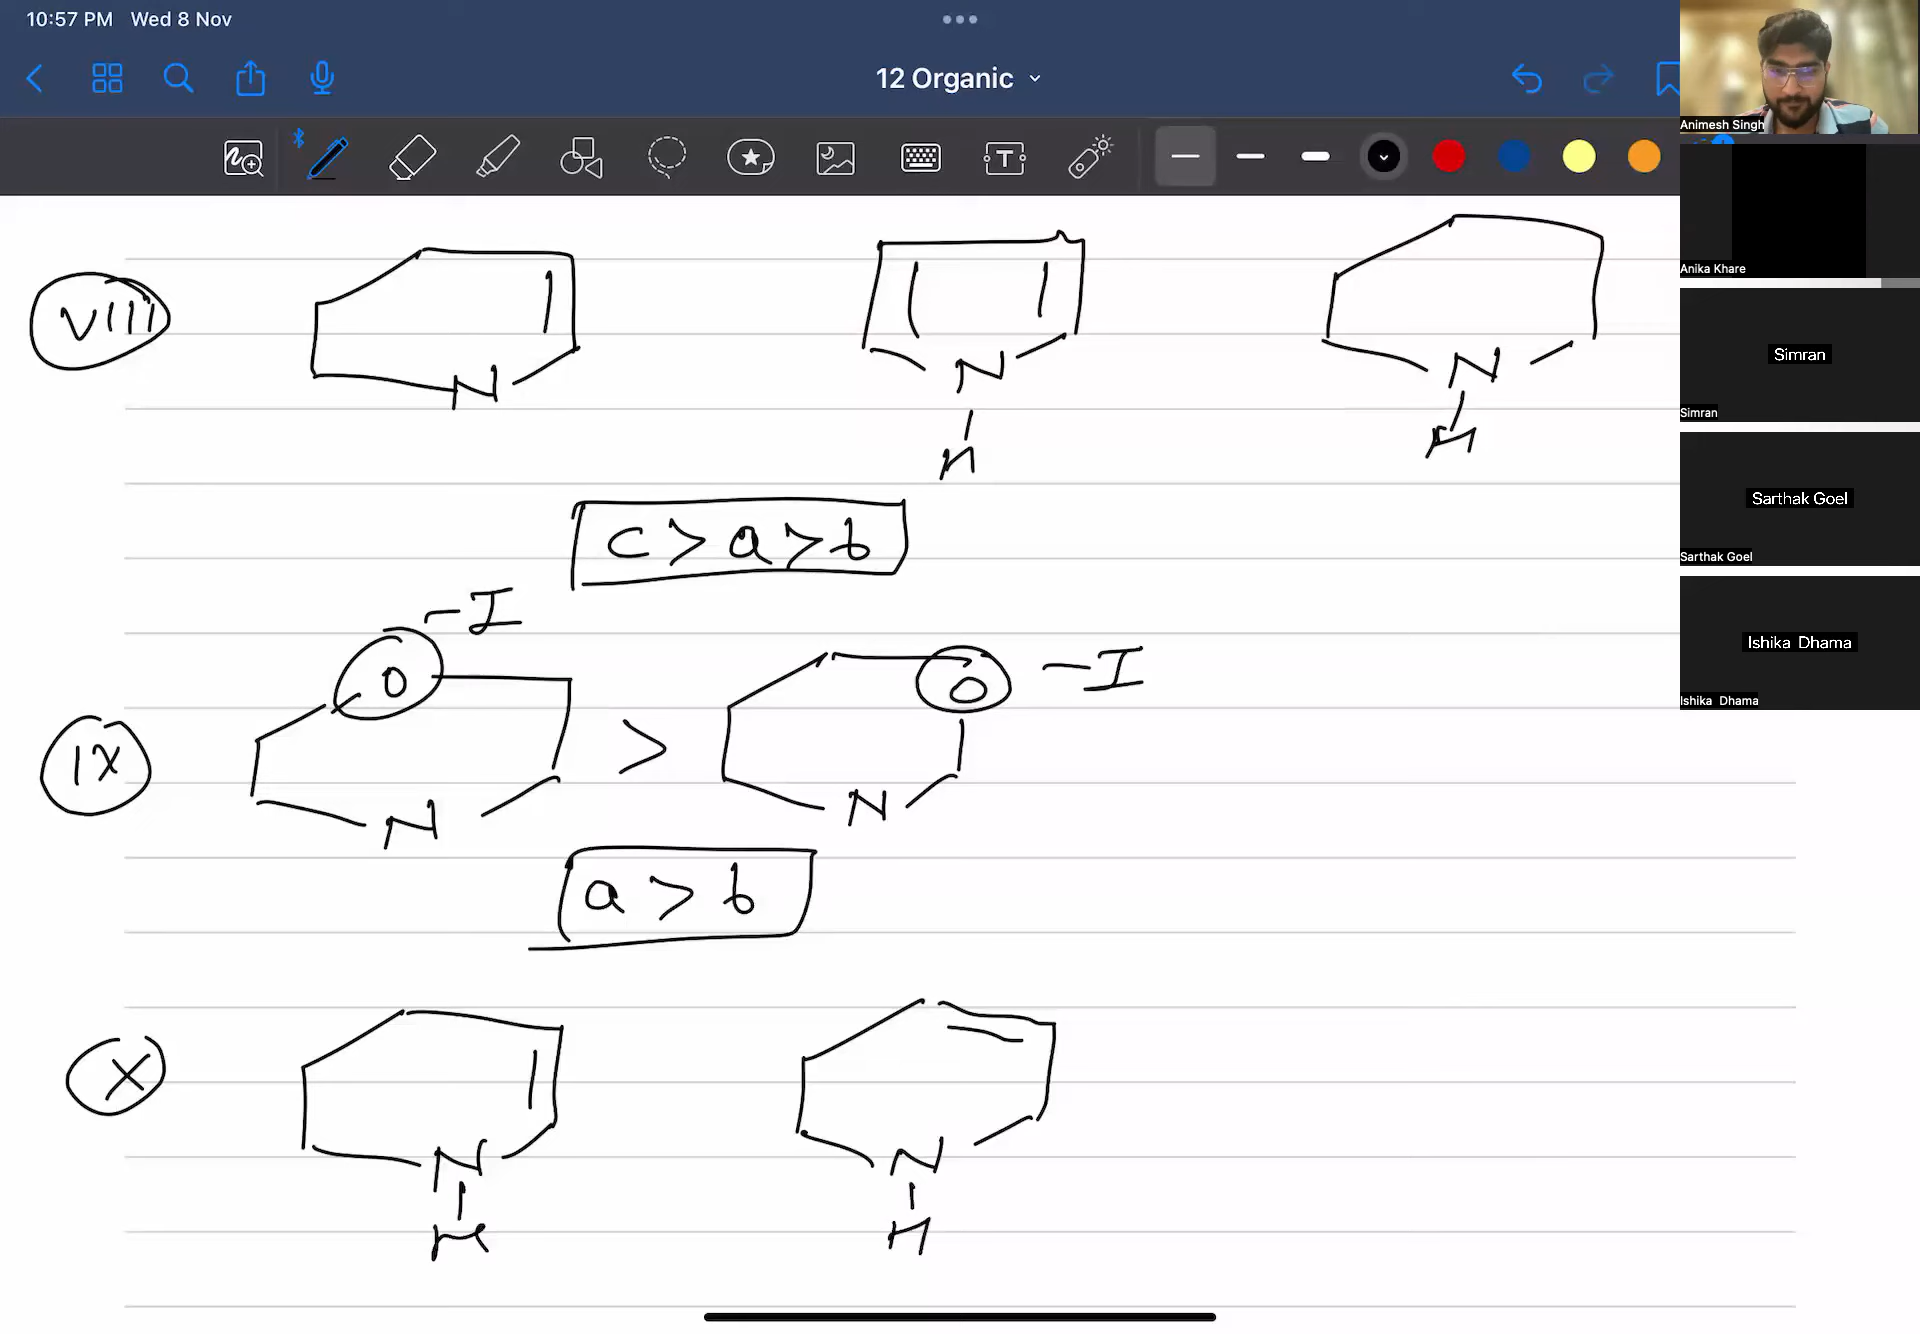 10:57 PM Wed 8 Nov
12 Organic
T
Animesh Singh
Anika Khare
Simran
Simran
Sarthak Goel
Sarthak Goel
Ishika Dhama
Ishika Dhama
VIII
N
N
H
N
H
c > a > b
O -I
O -I
IX
>
N
N
a > b
X
N
H
N
H